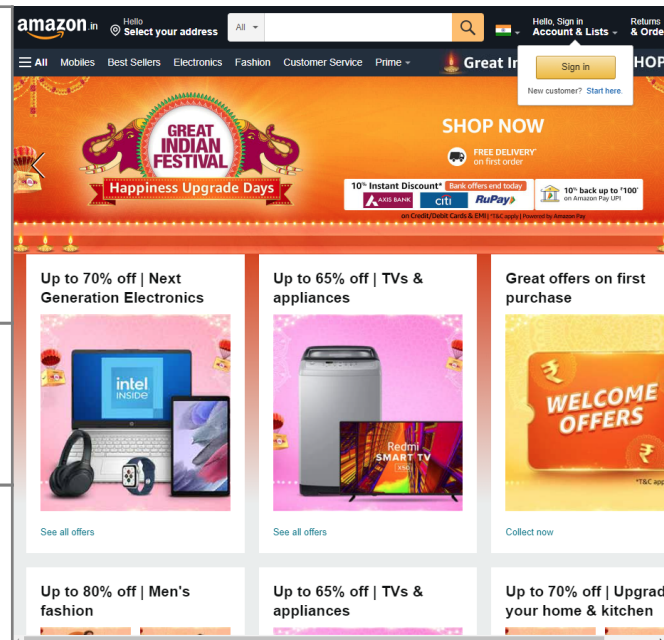 amazon.in
Hello
Select your address
All
Hello, Sign in
Account & Lists
Returns
& Orde
All
Mobiles
Best Sellers
Electronics
Fashion
Customer Service
Prime
Great In
HOP
Sign in
New customer? Start here.
GREAT
INDIAN
FESTIVAL
Happiness Upgrade Days
SHOP NOW
FREE DELIVERY*
on first order
10% Instant Discount* Bank offers end today
AXIS BANK
citi
RuPay
10% back up to ₹100*
on Amazon Pay UPI
on Credit/Debit Cards & EMI | *T&C apply | Powered by Amazon Pay
Up to 70% off | Next
Generation Electronics
intel
INSIDE
See all offers
Up to 65% off | TVs &
appliances
Redmi
SMART TV
X50
See all offers
Great offers on first
purchase
WELCOME
OFFERS
*T&C app
Collect now
Up to 80% off | Men's
fashion
Up to 65% off | TVs &
appliances
Up to 70% off | Upgrad
your home & kitchen